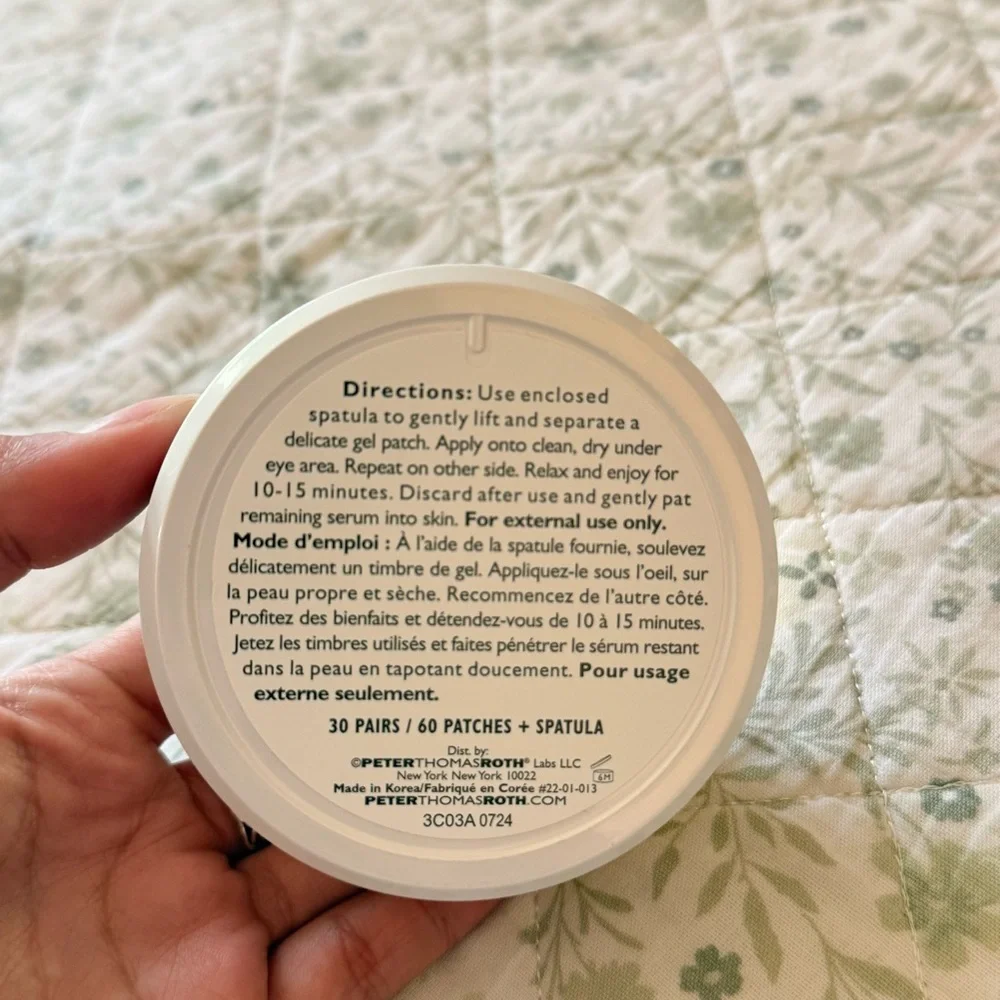 Directions: Use enclosed
spatula to gently lift and separate a
delicate gel patch. Apply onto clean, dry under
eye area. Repeat on other side. Relax and enjoy for
10-15 minutes. Discard after use and gently pat
remaining serum into skin. For external use only.
Mode d'emploi : À l'aide de la spatule fournie, soulevez
délicatement un timbre de gel. Appliquez-le sous l'oeil, sur
la peau propre et sèche. Recommencez de l'autre côté.
Profitez des bienfaits et détendez-vous de 10 à 15 minutes.
Jetez les timbres utilisés et faites pénétrer le sérum restant
dans la peau en tapotant doucement. Pour usage
externe seulement.
30 PAIRS / 60 PATCHES + SPATULA
Dist. by:
©PETERTHOMASROTH® Labs LLC
New York New York 10022
6M
Made in Korea/Fabriqué en Corée #22-01-013
PETERTHOMASROTH.COM
3C03A 0724